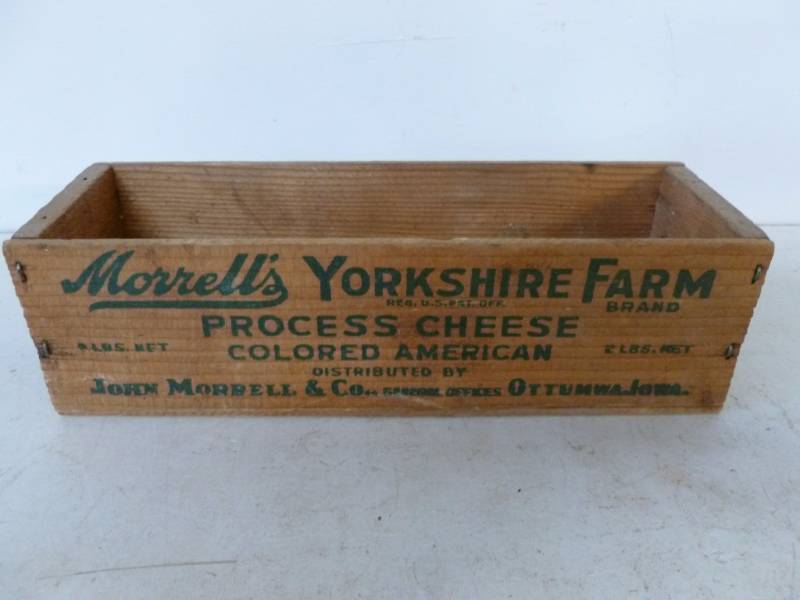 Morrell's YORKSHIRE FARM
REG. U.S. PAT. OFF. BRAND
PROCESS CHEESE
2 LBS. NET COLORED AMERICAN 2 LBS. NET
DISTRIBUTED BY
JOHN MORRELL & CO., GENERAL OFFICES OTTUMWA, IOWA.